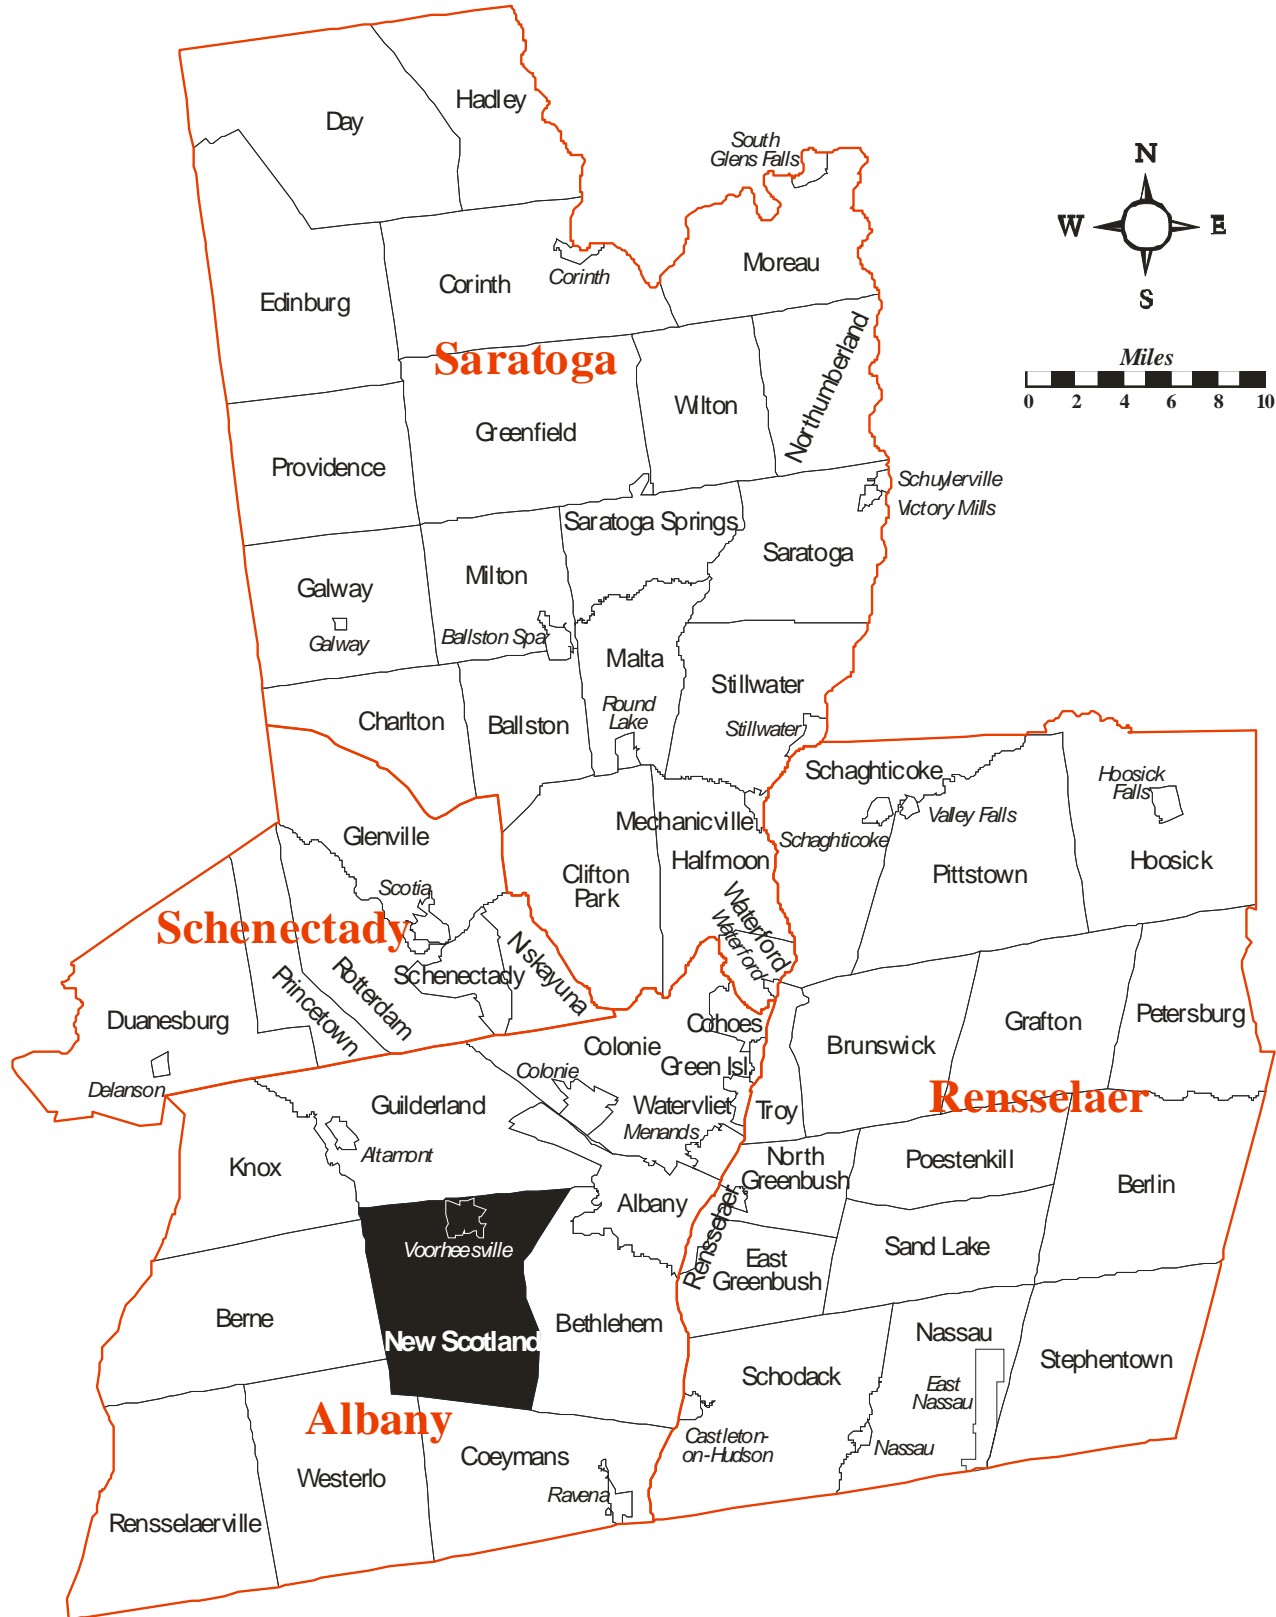 Hadley
Day
South
Glens Falls
N
W
E
S
Moreau
Corinth
Corinth
Edinburg
Miles
0 2 4 6 8 10
Saratoga
Northumberland
Wilton
Greenfield
Providence
Schuylerville
Victory Mills
Saratoga Springs
Saratoga
Milton
Galway
Galway
Ballston Spa
Malta
Stillwater
Round
Lake
Stillwater
Charlton
Ballston
Schaghticoke
Hoosick
Falls
Valley Falls
Mechanicville
Schaghticoke
Glenville
Halfmoon
Hoosick
Clifton
Park
Pittstown
Scotia
Waterford
Waterford
Schenectady
Niskayuna
Schenectady
Rotterdam
Princetown
Duanesburg
Cohoes
Petersburg
Grafton
Colonie
Brunswick
Green Isl.
Colonie
Delanson
Rensselaer
Guilderland
Watervliet
Troy
Menands
Altamont
Knox
North
Greenbush
Poestenkill
Berlin
Albany
Rensselaer
Voorheesville
Sand Lake
East
Greenbush
Berne
New Scotland
Bethlehem
Nassau
Stephentown
Schodack
East
Nassau
Albany
Castleton-
on-Hudson
Nassau
Coeymans
Westerlo
Ravena
Rensselaerville